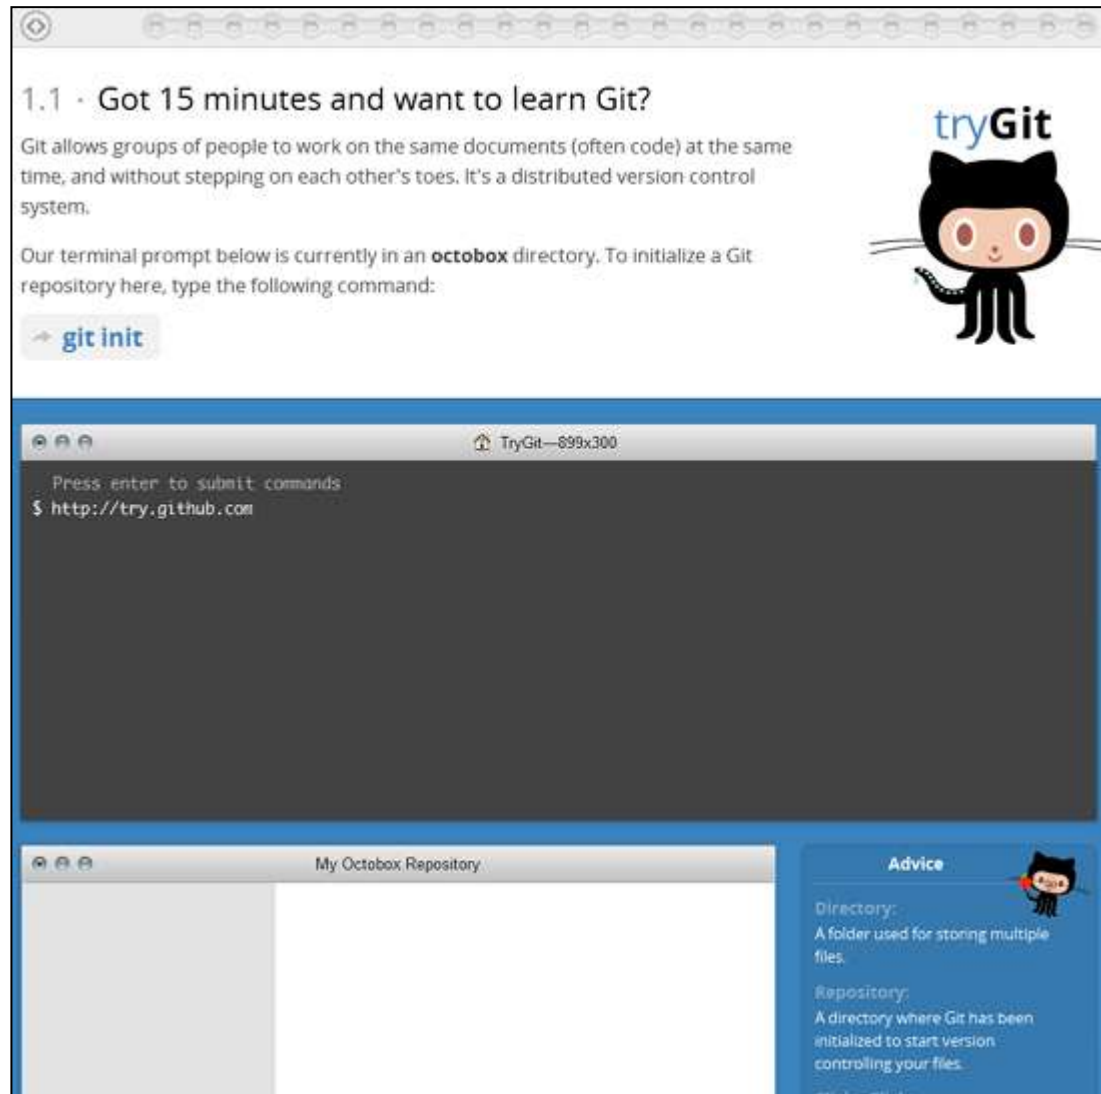 1.1 · Got 15 minutes and want to learn Git?
Git allows groups of people to work on the same documents (often code) at the same
time, and without stepping on each other's toes. It's a distributed version control
system.
Our terminal prompt below is currently in an octobox directory. To initialize a Git
repository here, type the following command:
git init
tryGit
TryGit—899x300
Press enter to submit commands
$ http://try.github.com
My Octobox Repository
Advice
Directory:
A folder used for storing multiple
files.
Repository:
A directory where Git has been
initialized to start version
controlling your files.